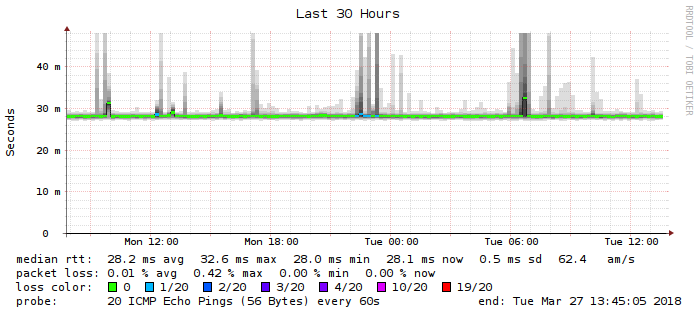 Last 30 Hours
RRDTOOL / TOBI OETIKER
Seconds
40 m
30 m
20 m
10 m
0
Mon 12:00 Mon 18:00 Tue 00:00 Tue 06:00 Tue 12:00
median rtt: 28.2 ms avg 32.6 ms max 28.0 ms min 28.1 ms now 0.5 ms sd 62.4 am/s
packet loss: 0.01 % avg 0.42 % max 0.00 % min 0.00 % now
loss color: 0 1/20 2/20 3/20 4/20 10/20 19/20
probe: 20 ICMP Echo Pings (56 Bytes) every 60s end: Tue Mar 27 13:45:05 2018